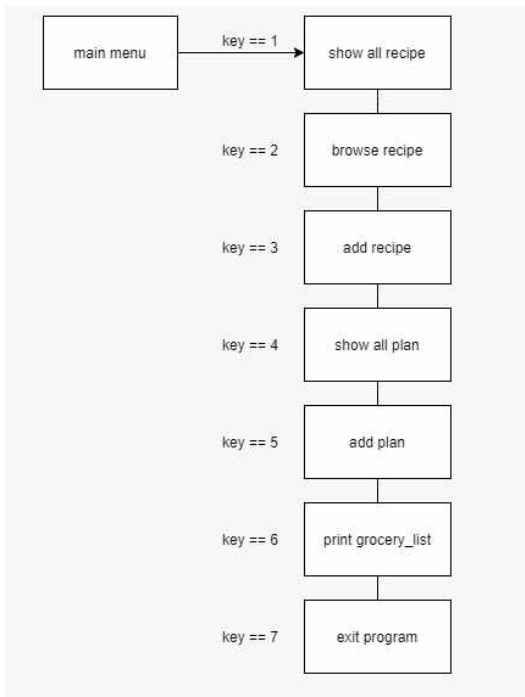 main menu
key == 1
show all recipe
key == 2
browse recipe
key == 3
add recipe
key == 4
show all plan
key == 5
add plan
key == 6
print grocery_list
key == 7
exit program